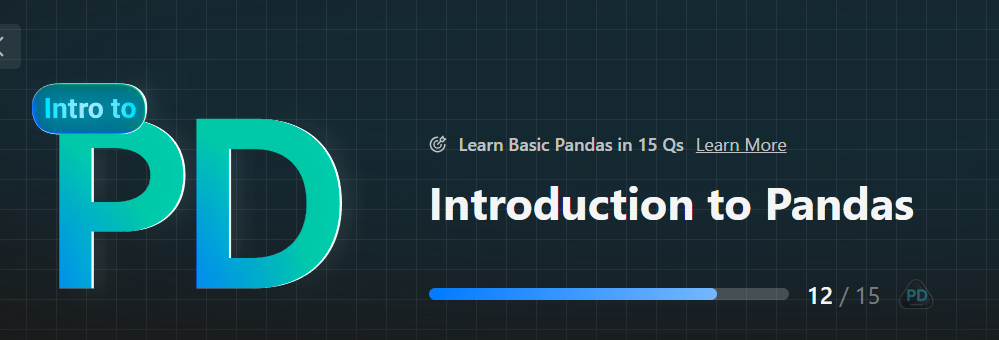 Intro to
PD
Learn Basic Pandas in 15 Qs Learn More
Introduction to Pandas
12 / 15 PD